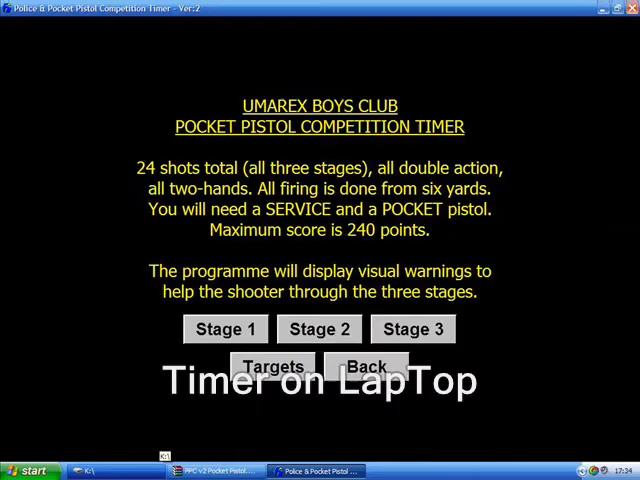 Police & Pocket Pistol Competition Timer - Ver:2
UMAREX BOYS CLUB
POCKET PISTOL COMPETITION TIMER
24 shots total (all three stages), all double action,
all two-hands. All firing is done from six yards.
You will need a SERVICE and a POCKET pistol.
Maximum score is 240 points.
The programme will display visual warnings to
help the shooter through the three stages.
Stage 1 Stage 2 Stage 3
Targets Back
Timer on LapTop
K:\
start K:\ PPC v2 Pocket Pistol.... Police & Pocket Pistol ... 17:34